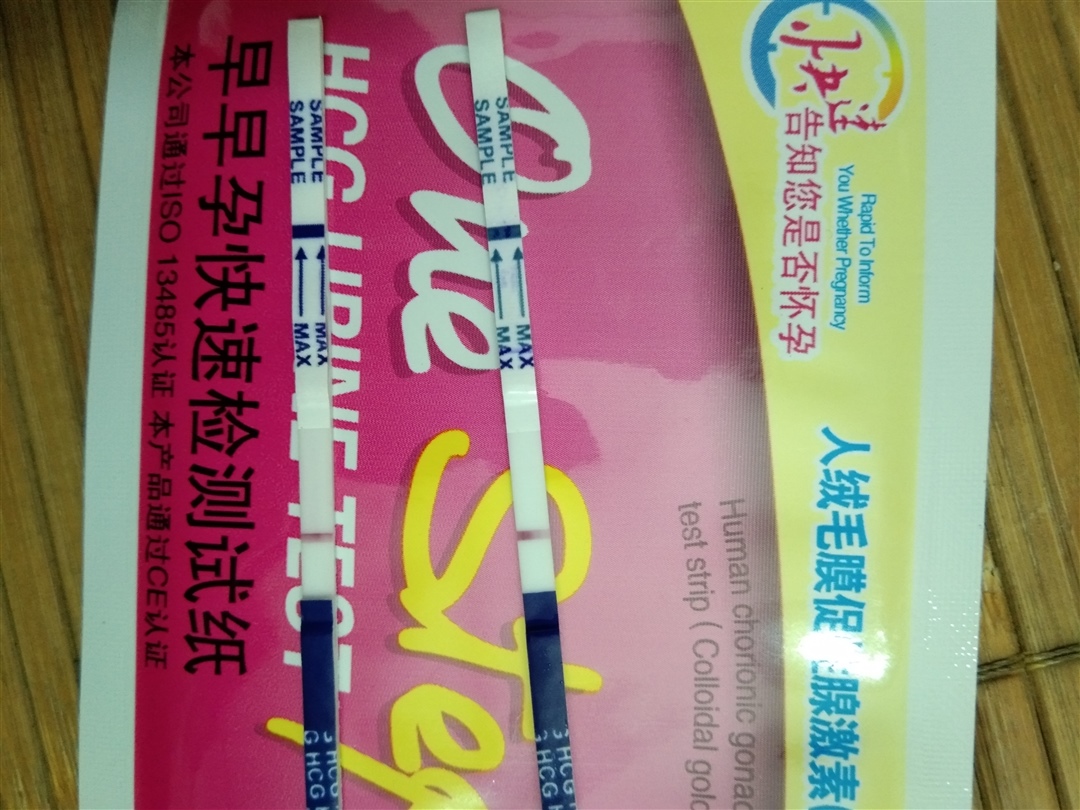 快速
Rapid To Inform
You Whether Pregnancy
告知您是否怀孕
人绒毛膜促性腺激素(
Human chorionic
test strip ( Colloidal
One Step
HCG URINE TEST
早早孕快速检测试纸
本公司通过ISO 13485认证 本产品通过CE认证
SAMPLE MAX HCG
SAMPLE MAX HCG
SAMPLE MAX HCG
SAMPLE MAX HCG